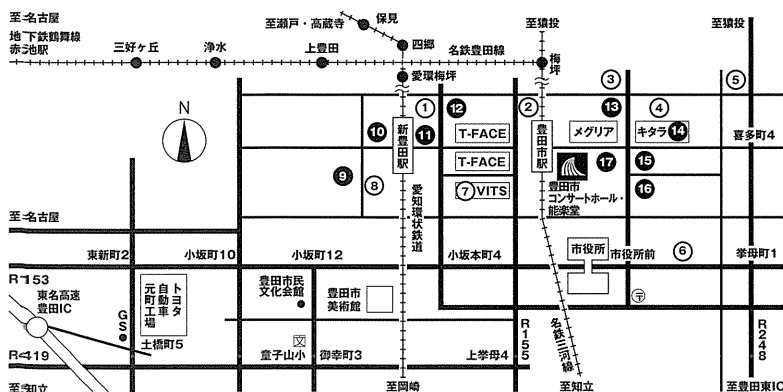 至名古屋
至瀬戸・高蔵寺
保見
至猿投
至猿投
地下鉄鶴舞線
赤池駅
三好ヶ丘
浄水
上豊田
四郷
名鉄豊田線
梅坪
愛環梅坪
③
⑤
N
①
⑫
②
⑬
④
⑩
新豊田駅
⑪
T-FACE
豊田市駅
メグリア
キタラ
⑭
喜多町4
T-FACE
⑰
⑮
⑨
⑧
⑦
VITS
豊田市
コンサートホール・
能楽堂
⑯
愛知環状鉄道
至名古屋
東新町2
小坂町10
小坂町12
小坂本町4
市役所
市役所前
⑥
挙母町1
R153
東名高速
豊田IC
GS
トヨタ
自動車
元町工場
豊田市民
文化会館
豊田市
美術館
〒
土橋町5
文
R155
名鉄三河線
R248
R419
童子山小
御幸町3
上挙母4
至知立
至岡崎
至知立
至豊田東IC